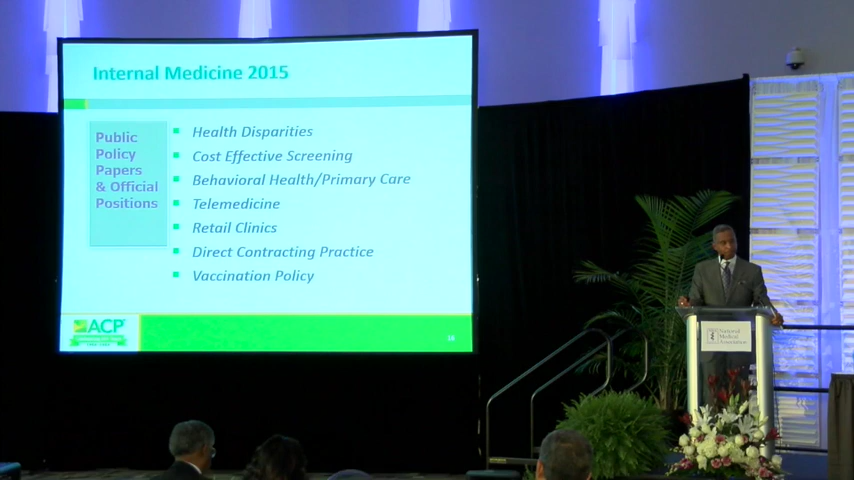 Internal Medicine 2015
Public
Policy
Papers
& Official
Positions
Health Disparities
Cost Effective Screening
Behavioral Health/Primary Care
Telemedicine
Retail Clinics
Direct Contracting Practice
Vaccination Policy
ACP
National
Medical
Association